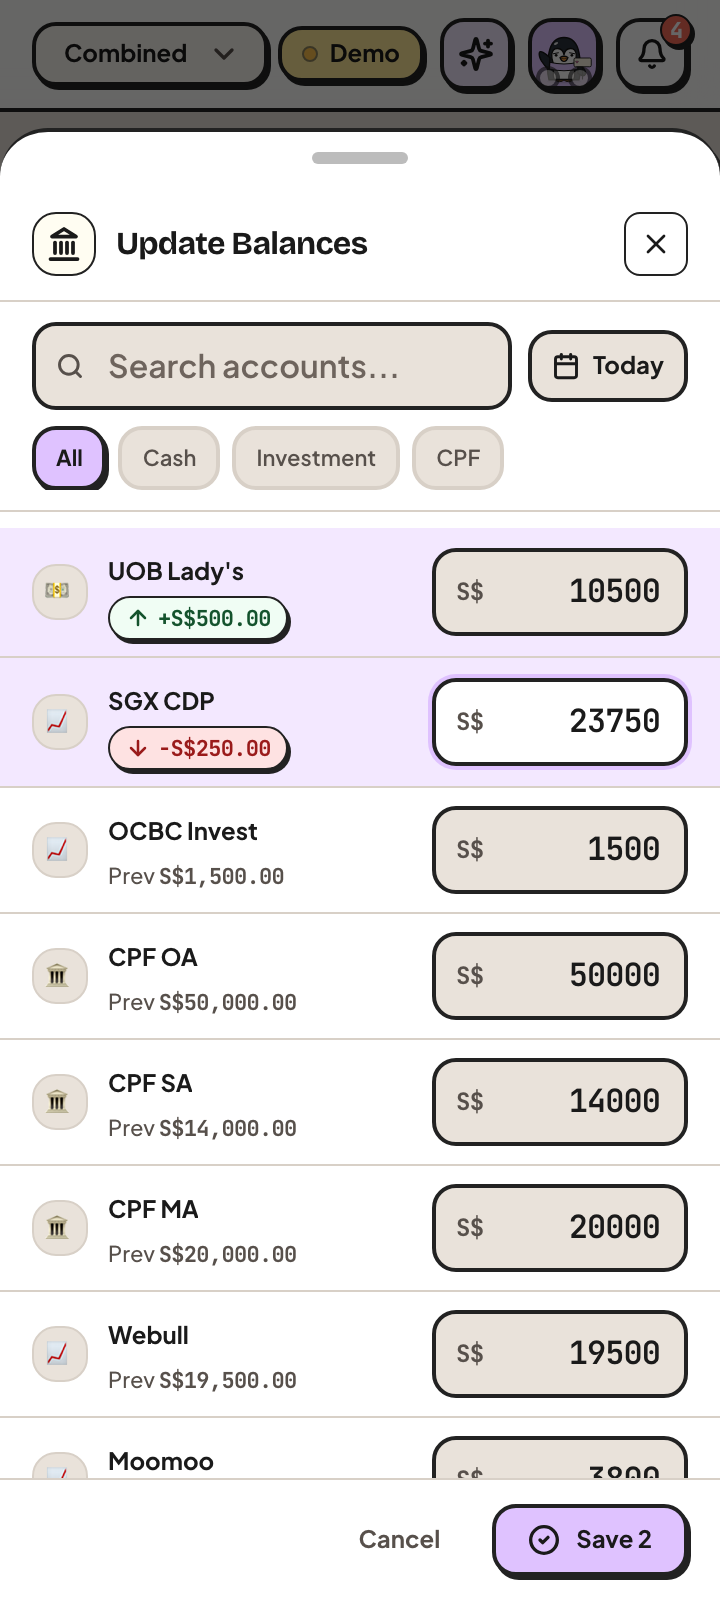 Combined
Demo
4
Update Balances
Search accounts...
Today
All
Cash
Investment
CPF
UOB Lady's
+S$500.00
S$ 10500
SGX CDP
-S$250.00
S$ 23750
OCBC Invest
Prev S$1,500.00
S$ 1500
CPF OA
Prev S$50,000.00
S$ 50000
CPF SA
Prev S$14,000.00
S$ 14000
CPF MA
Prev S$20,000.00
S$ 20000
Webull
Prev S$19,500.00
S$ 19500
Moomoo
S$
Cancel
Save 2